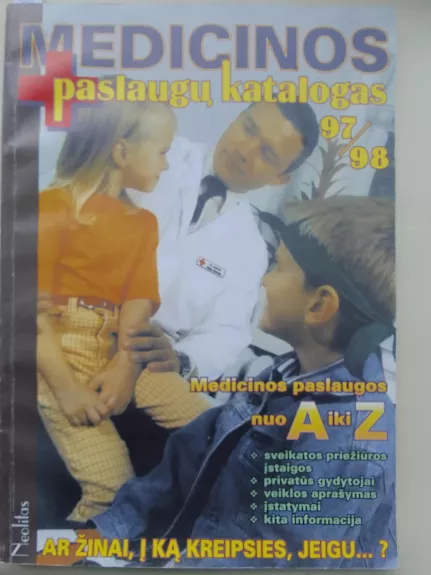 MEDICINOS
paslaugų katalogas
97/98
Medicinos paslaugos
nuo A iki Z
❖ sveikatos priežiūros
įstaigos
❖ privatūs gydytojai
❖ veiklos aprašymas
❖ įstatymai
❖ kita informacija
Neolitas
AR ŽINAI, Į KĄ KREIPSIES, JEIGU... ?